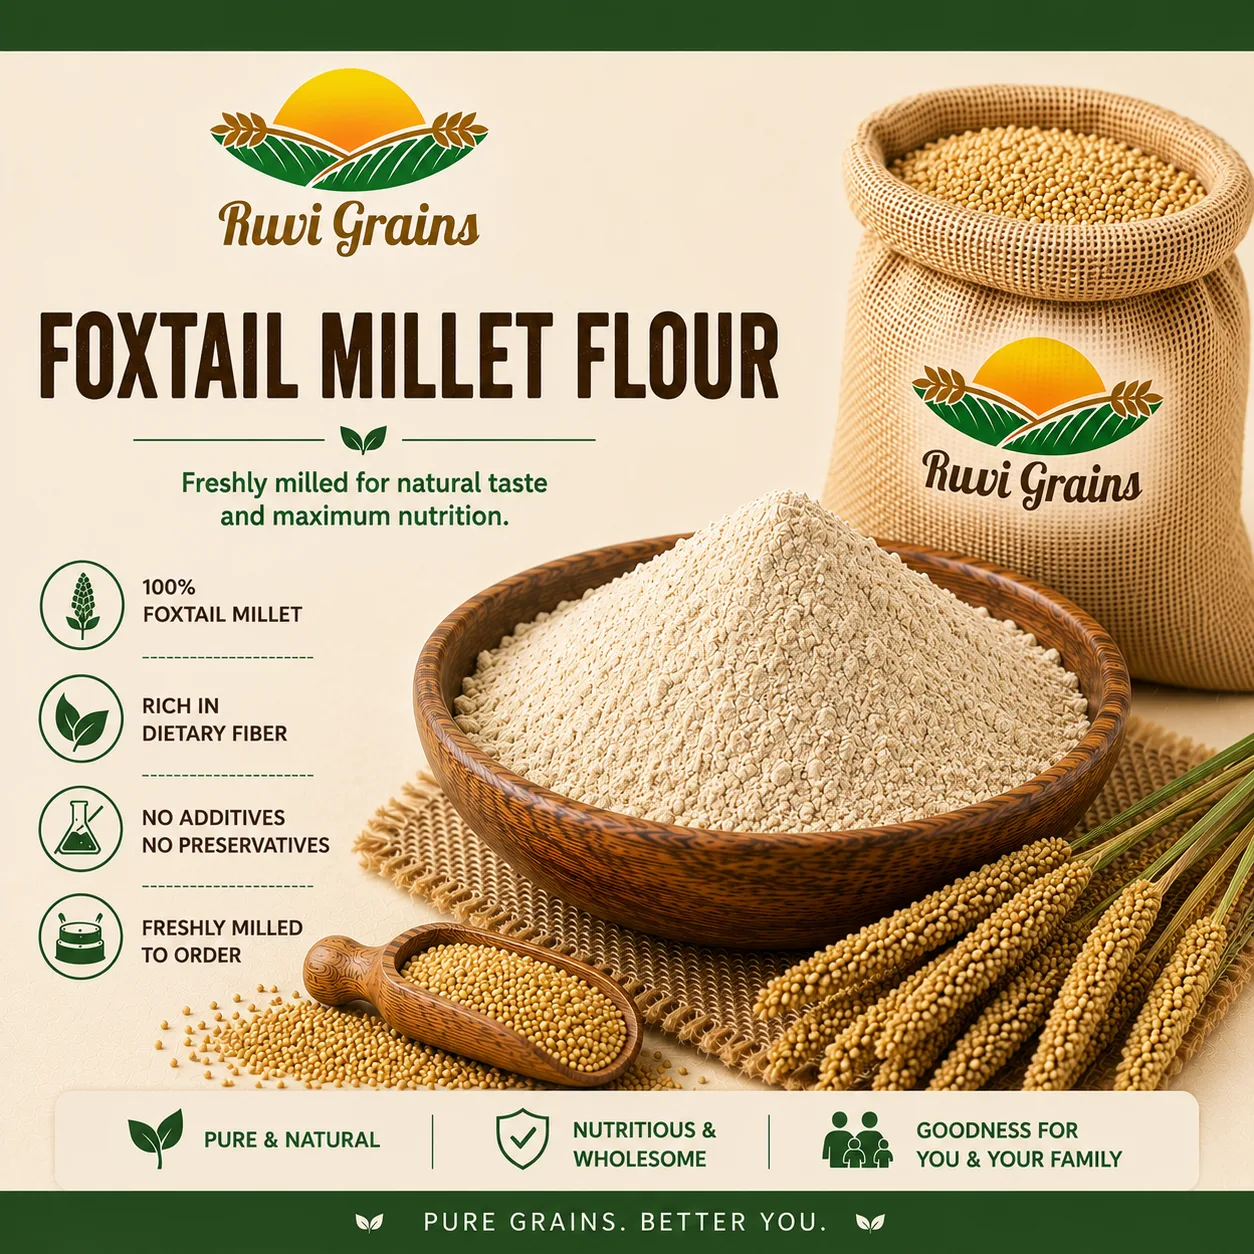 Ruvi Grains
FOXTAIL MILLET FLOUR
Freshly milled for natural taste
and maximum nutrition.
100%
FOXTAIL MILLET
RICH IN
DIETARY FIBER
NO ADDITIVES
NO PRESERVATIVES
FRESHLY MILLED
TO ORDER
Ruvi Grains
PURE & NATURAL
NUTRITIOUS &
WHOLESOME
GOODNESS FOR
YOU & YOUR FAMILY
PURE GRAINS. BETTER YOU.